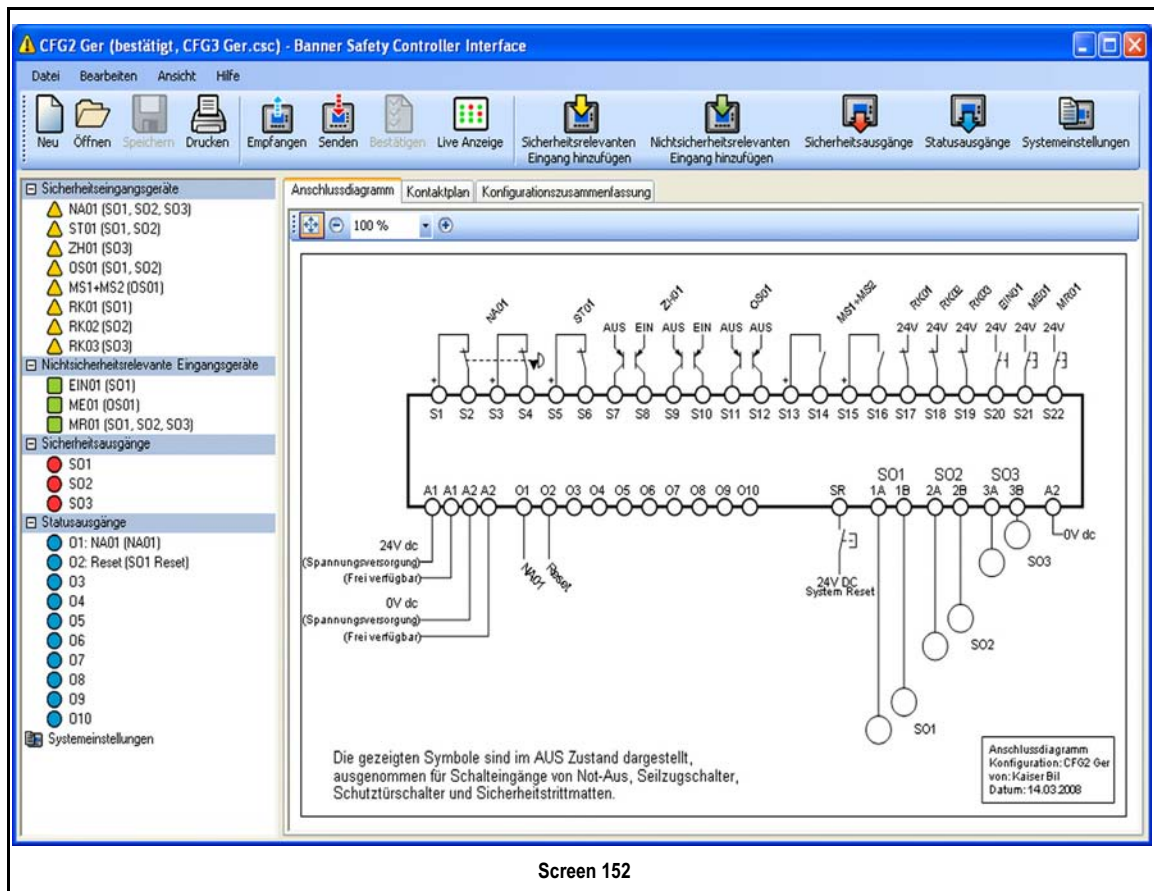 CFG2 Ger (bestätigt, CFG3 Ger.csc) - Banner Safety Controller Interface
Datei Bearbeiten Ansicht Hilfe
Neu Öffnen Speichern Drucken Empfangen Senden Bestätigen Live Anzeige Sicherheitsrelevanten Eingang hinzufügen Nichtsicherheitsrelevanten Eingang hinzufügen Sicherheitsausgänge Statusausgänge Systemeinstellungen
Sicherheitseingangsgeräte
NA01 (SO1, SO2, SO3)
ST01 (SO1, SO2)
ZH01 (SO3)
OS01 (SO1, SO2)
MS1+MS2 (OS01)
RK01 (SO1)
RK02 (SO2)
RK03 (SO3)
Nichtsicherheitsrelevante Eingangsgeräte
EIN01 (SO1)
ME01 (OS01)
MR01 (SO1, SO2, SO3)
Sicherheitsausgänge
SO1
SO2
SO3
Statusausgänge
O1: NA01 (NA01)
O2: Reset (SO1 Reset)
O3
O4
O5
O6
O7
O8
O9
O10
Systemeinstellungen
Anschlussdiagramm Kontaktplan Konfigurationszusammenfassung
100 %
NA01 ST01 ZH01 OS01 MS1+MS2 RK01 RK02 RK03 EIN01 ME01 MR01
AUS EIN AUS EIN AUS AUS 24V 24V 24V 24V 24V 24V
+ + + + +
S1 S2 S3 S4 S5 S6 S7 S8 S9 S10 S11 S12 S13 S14 S15 S16 S17 S18 S19 S20 S21 S22
SO1 SO2 SO3
A1 A1 A2 A2 O1 O2 O3 O4 O5 O6 O7 O8 O9 O10 SR 1A 1B 2A 2B 3A 3B A2
24V dc
(Spannungsversorgung)
(Frei verfügbar)
0V dc
(Spannungsversorgung)
(Frei verfügbar)
NA01 Reset
24V DC
System Reset
0V dc
SO3
SO2
SO1
Die gezeigten Symbole sind im AUS Zustand dargestellt,
ausgenommen für Schalteingänge von Not-Aus, Seilzugschalter,
Schutztürschalter und Sicherheitstrittmatten.
Anschlussdiagramm
Konfiguration: CFG2 Ger
von: Kaiser Bil
Datum: 14.03.2008
Screen 152